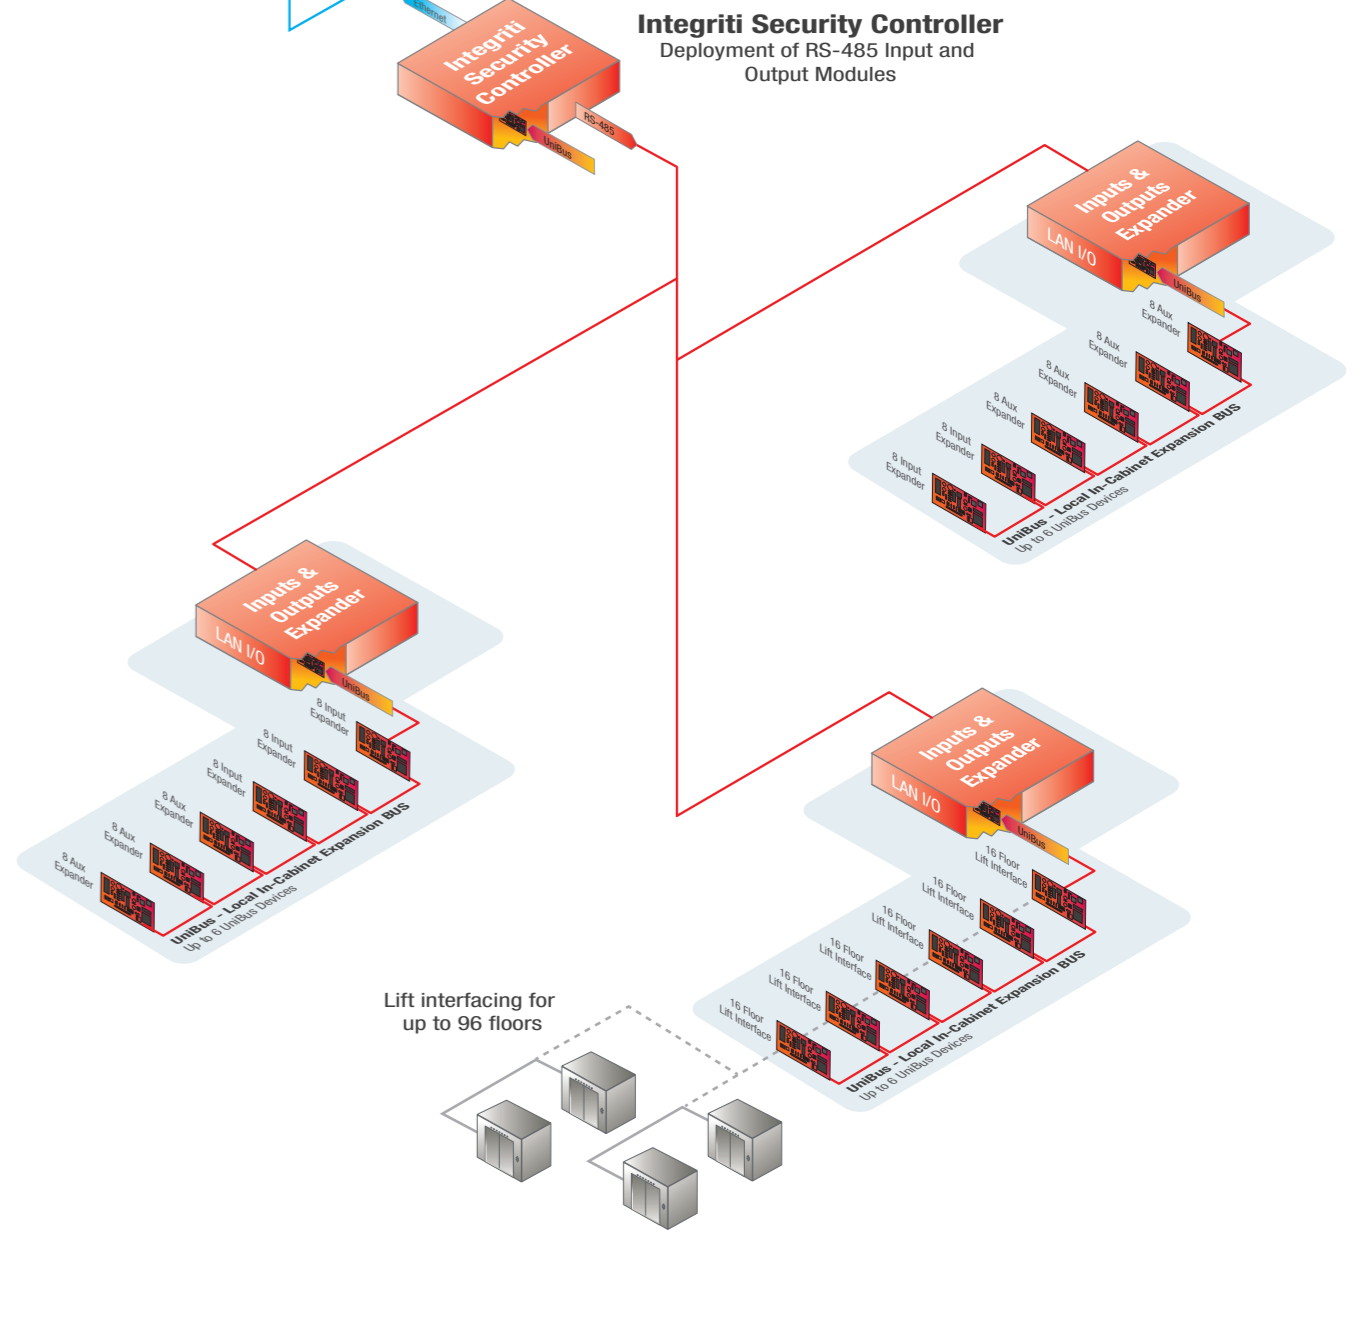 Ethernet
Integriti Security Controller
Deployment of RS-485 Input and
Output Modules
Integriti
Security
Controller
RS-485
UniBus
Inputs &
Outputs
Expander
LAN I/O
UniBus
8 Aux
Expander
8 Aux
Expander
8 Aux
Expander
8 Aux
Expander
8 Input
Expander
8 Input
Expander
UniBus - Local In-Cabinet Expansion BUS
Up to 6 UniBus Devices
Inputs &
Outputs
Expander
LAN I/O
UniBus
8 Input
Expander
8 Input
Expander
8 Input
Expander
8 Aux
Expander
8 Aux
Expander
8 Aux
Expander
UniBus - Local In-Cabinet Expansion BUS
Up to 6 UniBus Devices
Inputs &
Outputs
Expander
LAN I/O
UniBus
16 Floor
Lift Interface
16 Floor
Lift Interface
16 Floor
Lift Interface
16 Floor
Lift Interface
16 Floor
Lift Interface
16 Floor
Lift Interface
UniBus - Local In-Cabinet Expansion BUS
Up to 6 UniBus Devices
Lift interfacing for
up to 96 floors